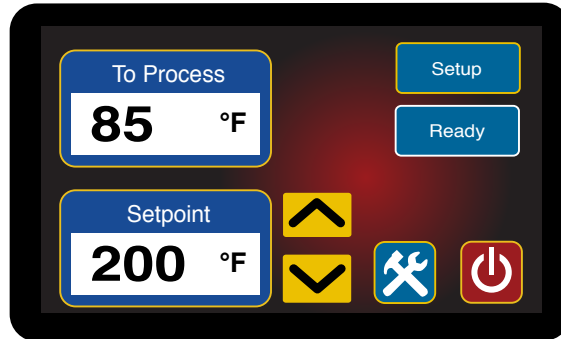 To Process
85 °F
Setup
Ready
Setpoint
200 °F